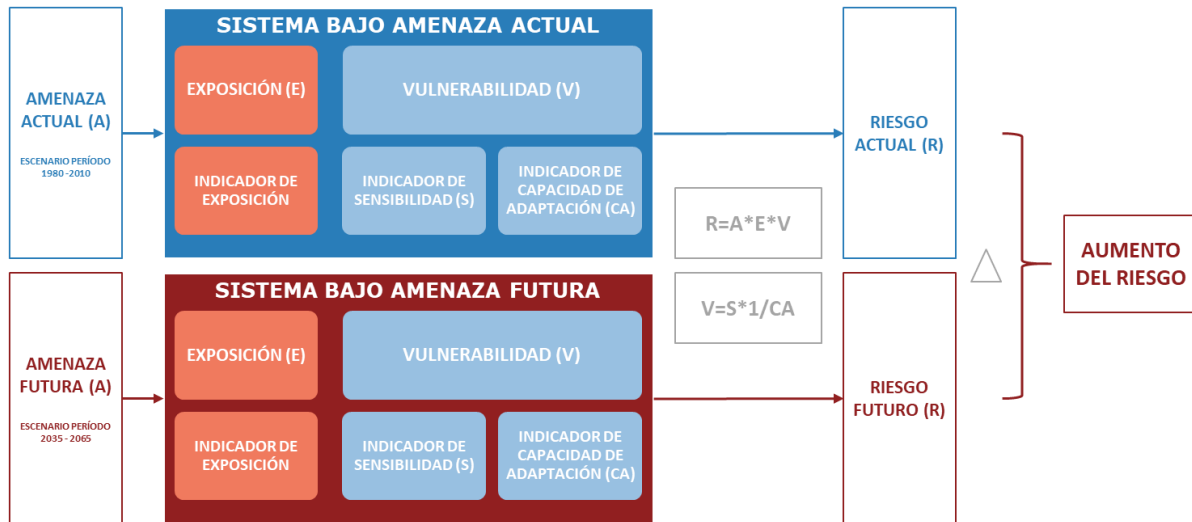 AMENAZA
ACTUAL (A)
ESCENARIO PERÍODO
1980 -2010
SISTEMA BAJO AMENAZA ACTUAL
EXPOSICIÓN (E)
VULNERABILIDAD (V)
INDICADOR DE
EXPOSICIÓN
INDICADOR DE
SENSIBILIDAD (S)
INDICADOR DE
CAPACIDAD DE
ADAPTACIÓN (CA)
RIESGO
ACTUAL (R)
R=A*E*V
V=S*1/CA
AUMENTO
DEL RIESGO
AMENAZA
FUTURA (A)
ESCENARIO PERÍODO
2035 - 2065
SISTEMA BAJO AMENAZA FUTURA
EXPOSICIÓN (E)
VULNERABILIDAD (V)
INDICADOR DE
EXPOSICIÓN
INDICADOR DE
SENSIBILIDAD (S)
INDICADOR DE
CAPACIDAD DE
ADAPTACIÓN (CA)
RIESGO
FUTURO (R)